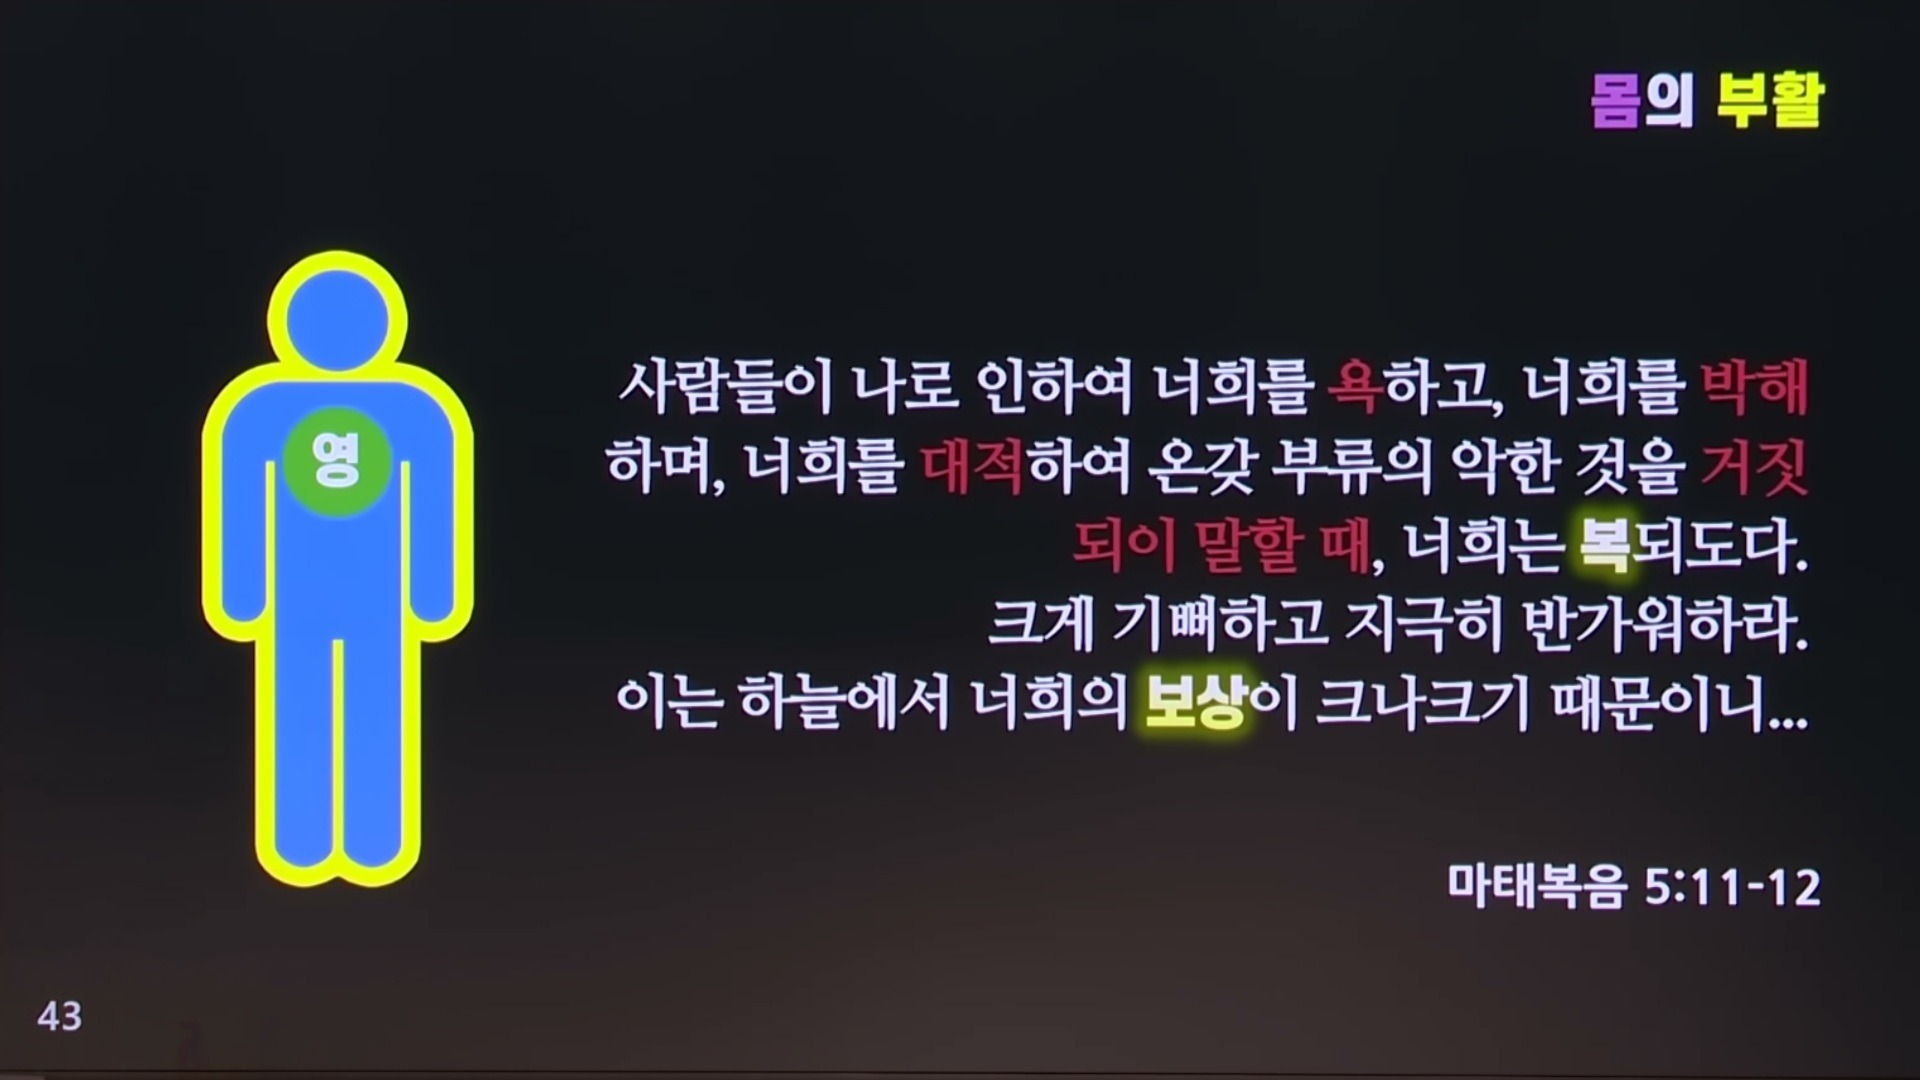 몸의 부활
영
사람들이 나로 인하여 너희를 욕하고, 너희를 박해
하며, 너희를 대적하여 온갖 부류의 악한 것을 거짓
되이 말할 때, 너희는 복되도다.
크게 기뻐하고 지극히 반가워하라.
이는 하늘에서 너희의 보상이 크나크기 때문이니...
마태복음 5:11-12
43